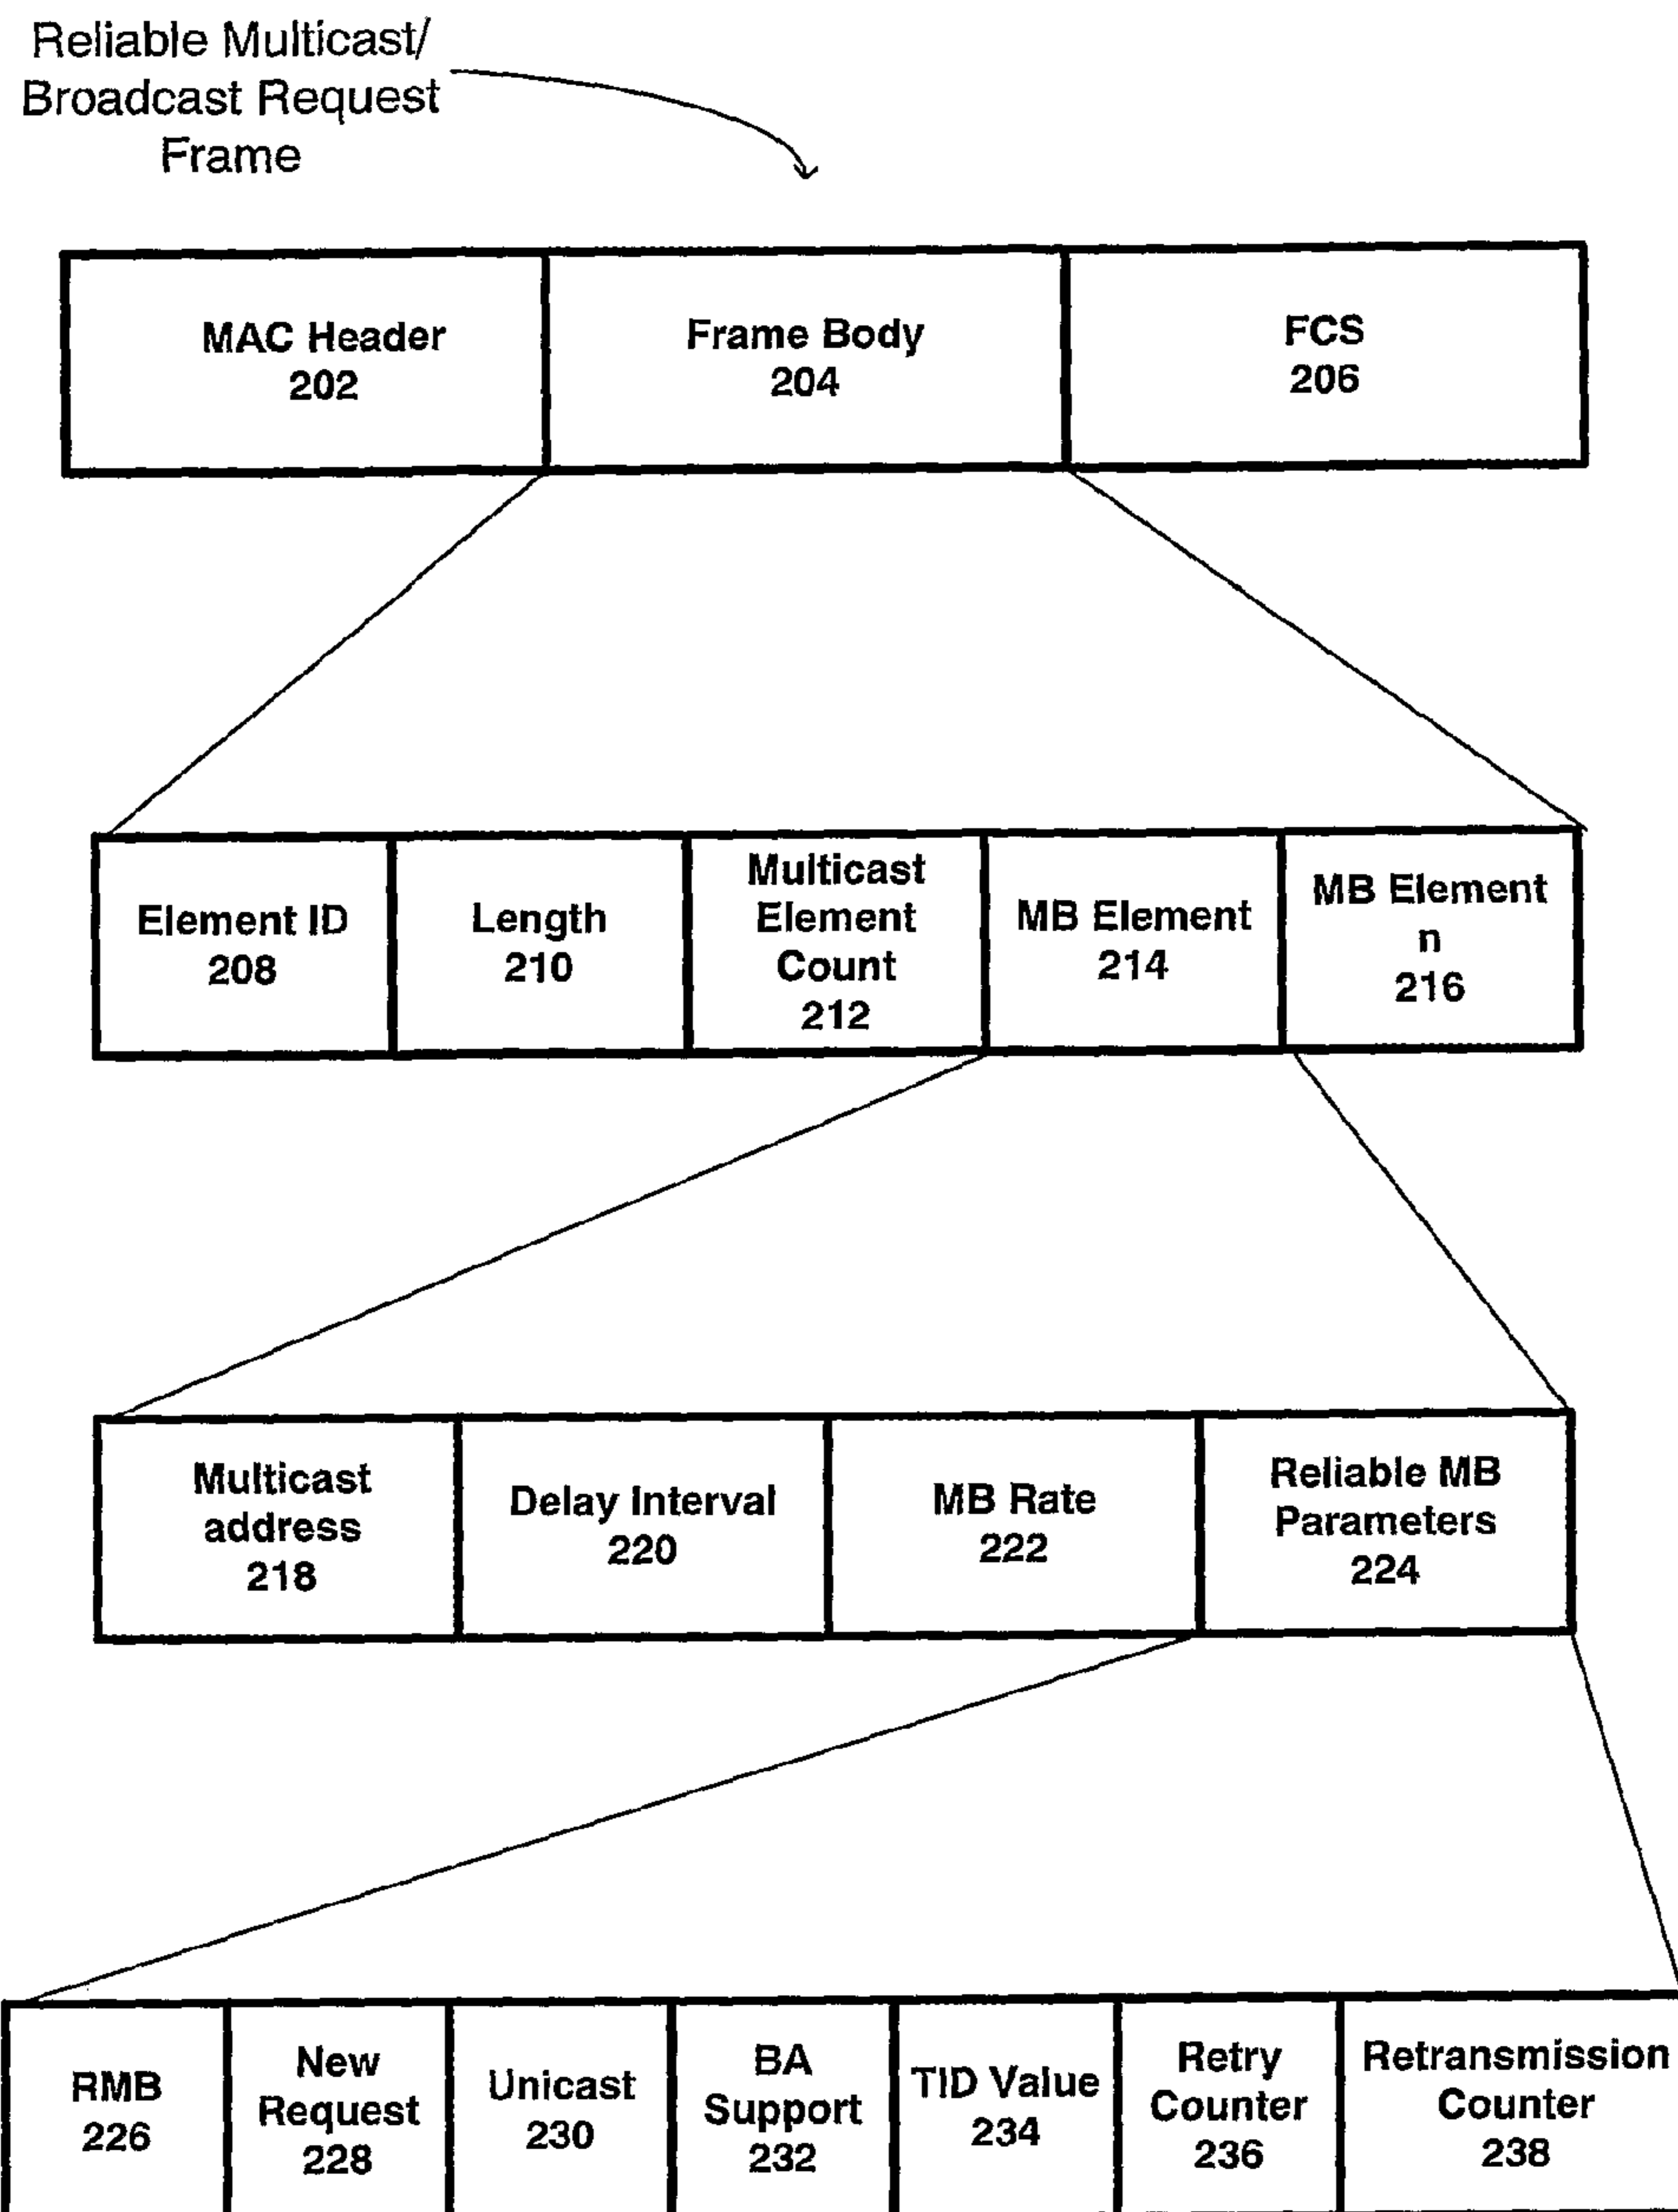 Reliable Multicast/
Broadcast Request
Frame
MAC Header
202
Frame Body
204
FCS
206
Element ID
208
Length
210
Multicast
Element
Count
212
MB Element
214
MB Element
n
216
Multicast
address
218
Delay Interval
220
MB Rate
222
Reliable MB
Parameters
224
RMB
226
New
Request
228
Unicast
230
BA
Support
232
TID Value
234
Retry
Counter
236
Retransmission
Counter
238